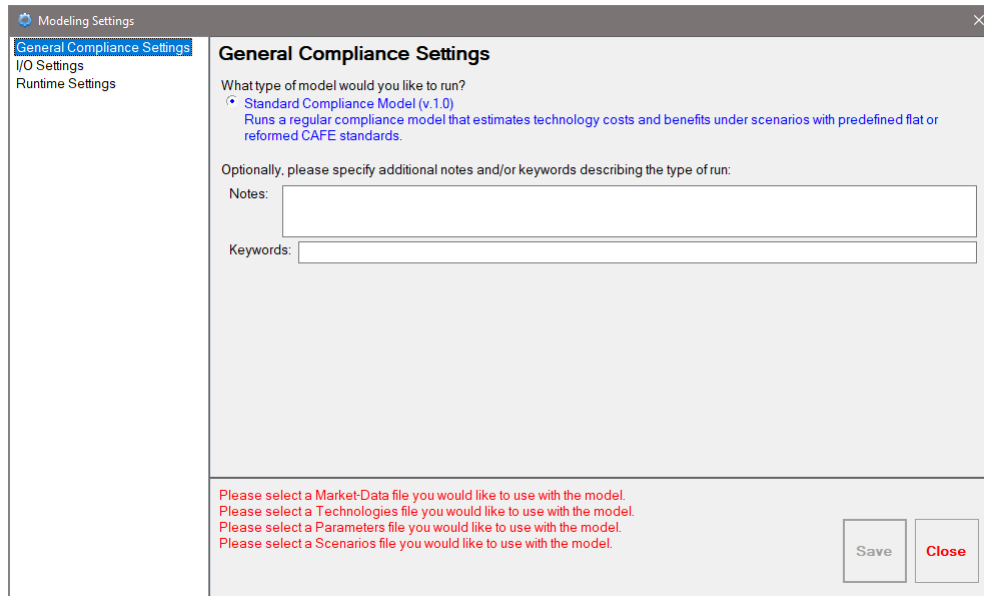 Modeling Settings
General Compliance Settings
I/O Settings
Runtime Settings
General Compliance Settings
What type of model would you like to run?
Standard Compliance Model (v.1.0)
Runs a regular compliance model that estimates technology costs and benefits under scenarios with predefined flat or
reformed CAFE standards.
Optionally, please specify additional notes and/or keywords describing the type of run:
Notes:
Keywords:
Please select a Market-Data file you would like to use with the model.
Please select a Technologies file you would like to use with the model.
Please select a Parameters file you would like to use with the model.
Please select a Scenarios file you would like to use with the model.
Save
Close